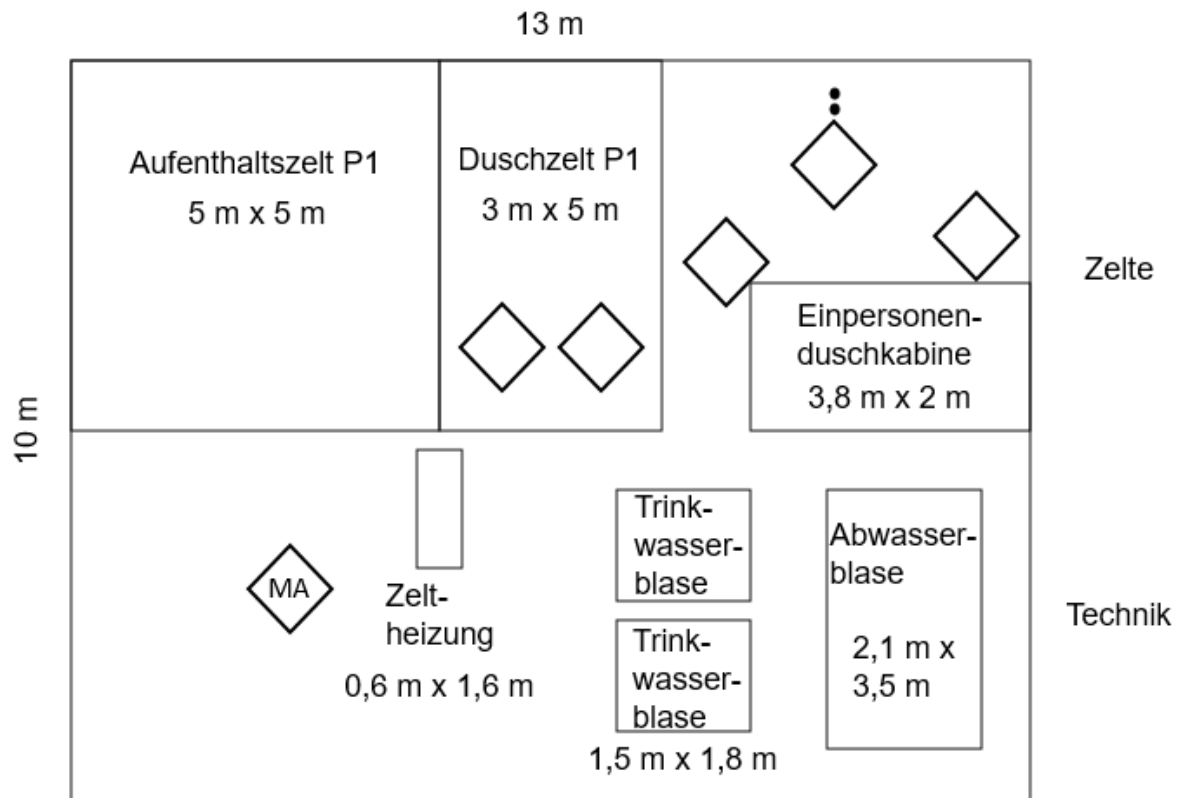 13 m
Aufenthaltszelt P1
5 m x 5 m
Duschzelt P1
3 m x 5 m
Einpersonen-
duschkabine
3,8 m x 2 m
Zelte
10 m
MA
Zelt-
heizung
0,6 m x 1,6 m
Trink-
wasser-
blase
Trink-
wasser-
blase
1,5 m x 1,8 m
Abwasser-
blase
2,1 m x
3,5 m
Technik